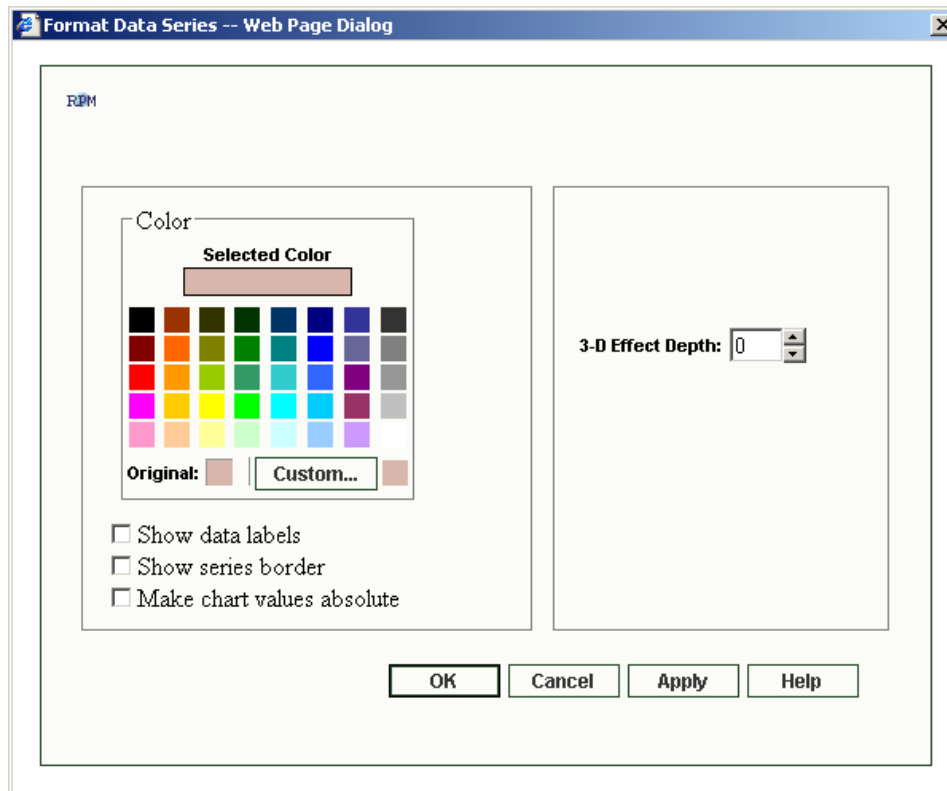 Format Data Series -- Web Page Dialog
RPM
Color
Selected Color
3-D Effect Depth: 0
Original: Custom...
Show data labels
Show series border
Make chart values absolute
OK Cancel Apply Help